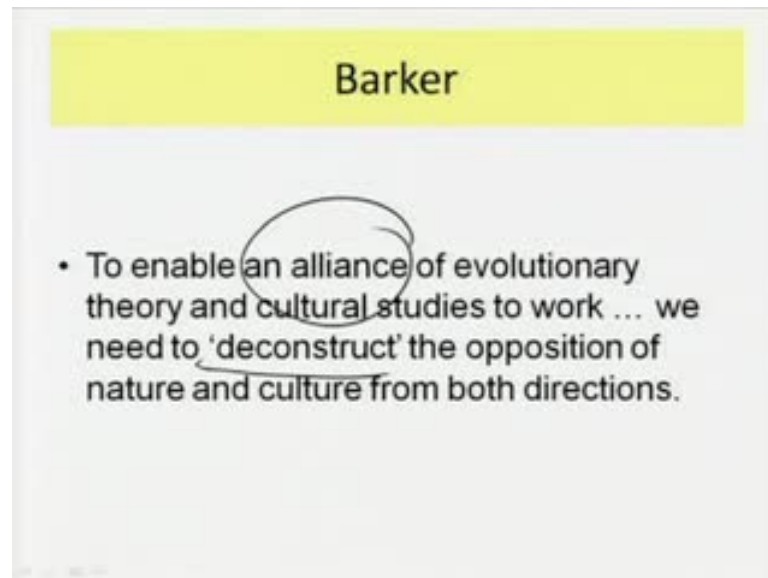 Barker
• To enable an alliance of evolutionary
theory and cultural studies to work ... we
need to ‘deconstruct’ the opposition of
nature and culture from both directions.